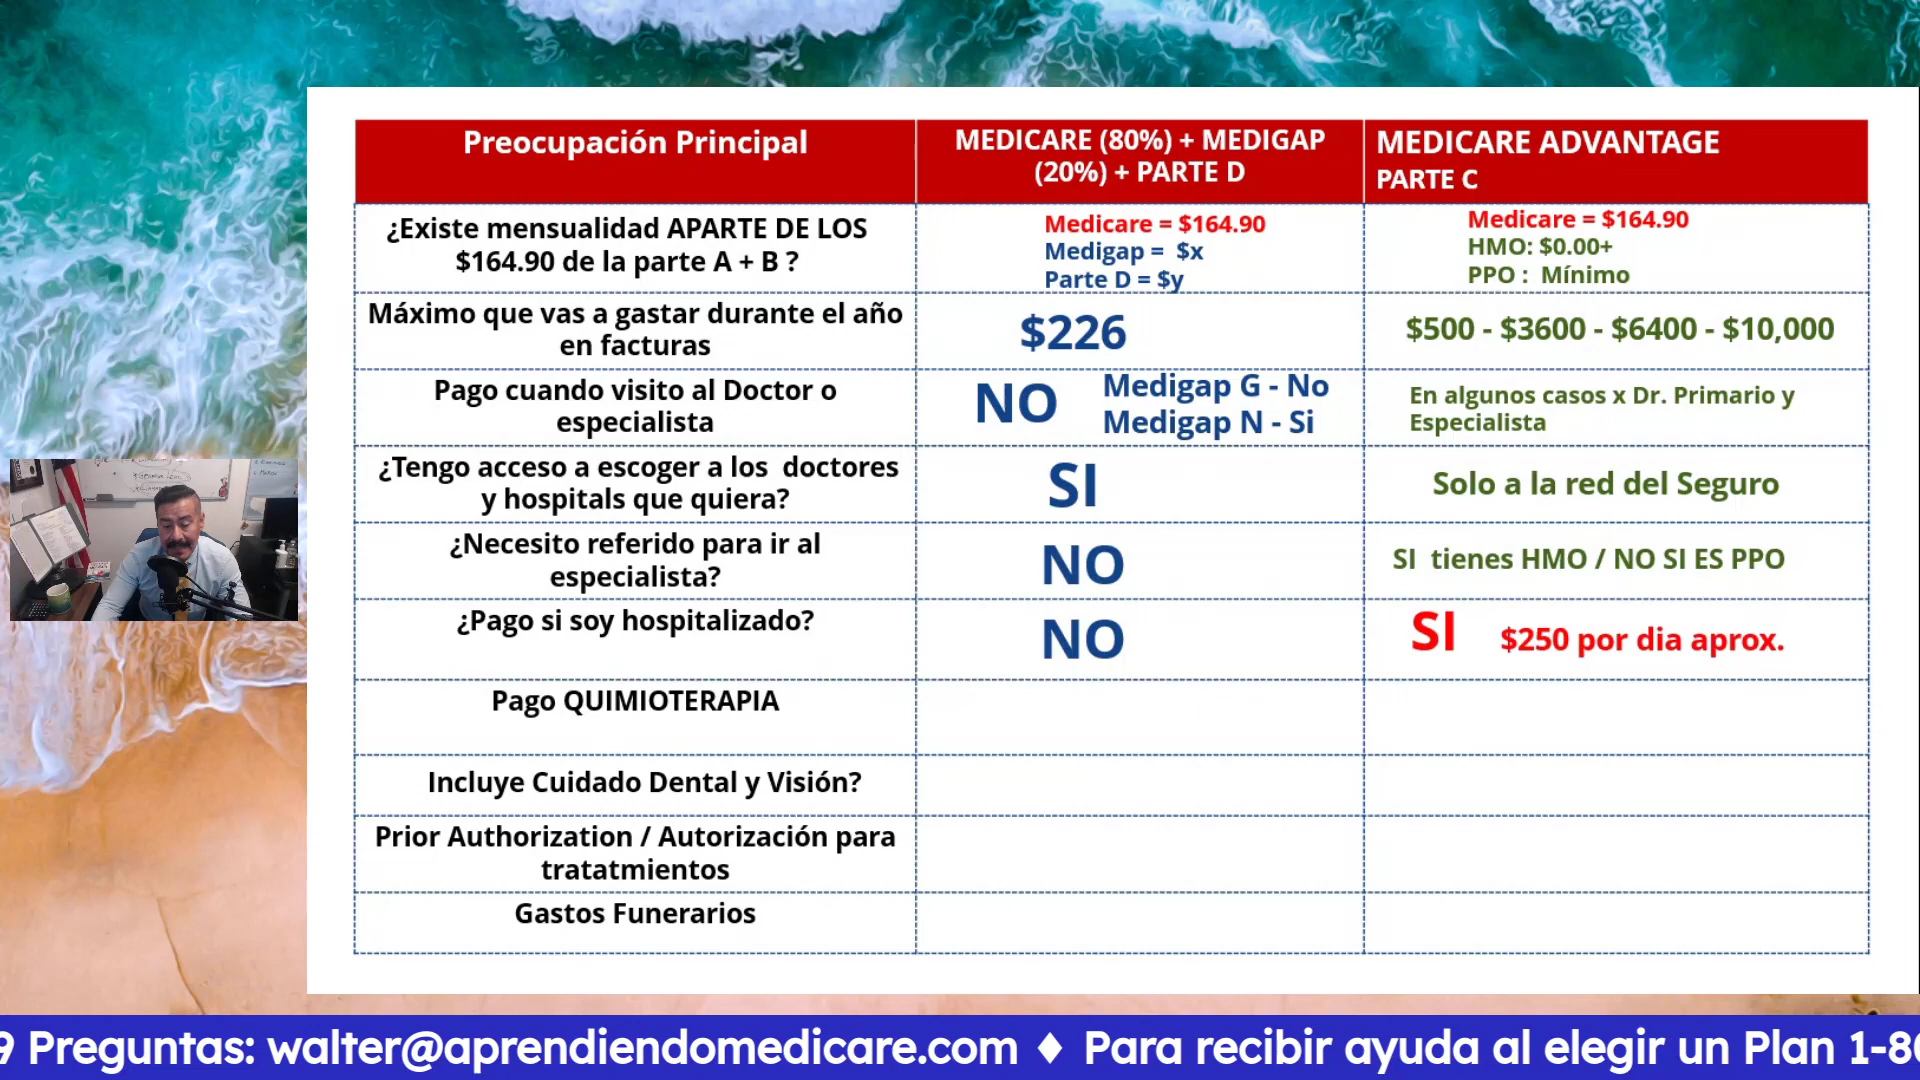 Preocupación Principal
MEDICARE (80%) + MEDIGAP
(20%) + PARTE D
MEDICARE ADVANTAGE
PARTE C
¿Existe mensualidad APARTE DE LOS
$164.90 de la parte A + B ?
Medicare = $164.90
Medigap = $x
Parte D = $y
Medicare = $164.90
HMO: $0.00+
PPO : Mínimo
Máximo que vas a gastar durante el año
en facturas
$226
$500 - $3600 - $6400 - $10,000
Pago cuando visito al Doctor o
especialista
NO
Medigap G - No
Medigap N - Si
En algunos casos x Dr. Primario y
Especialista
¿Tengo acceso a escoger a los doctores
y hospitals que quiera?
SI
Solo a la red del Seguro
¿Necesito referido para ir al
especialista?
NO
SI tienes HMO / NO SI ES PPO
¿Pago si soy hospitalizado?
NO
SI $250 por dia aprox.
Pago QUIMIOTERAPIA
Incluye Cuidado Dental y Visión?
Prior Authorization / Autorización para
tratatmientos
Gastos Funerarios
9 Preguntas: walter@aprendiendomedicare.com ♦ Para recibir ayuda al elegir un Plan 1-80